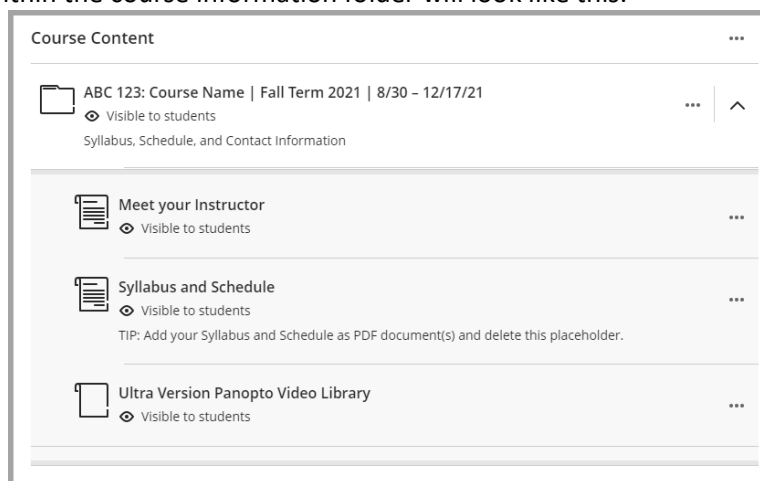 Course Content
ABC 123: Course Name | Fall Term 2021 | 8/30 – 12/17/21
Visible to students
Syllabus, Schedule, and Contact Information
Meet your Instructor
Visible to students
Syllabus and Schedule
Visible to students
TIP: Add your Syllabus and Schedule as PDF document(s) and delete this placeholder.
Ultra Version Panopto Video Library
Visible to students